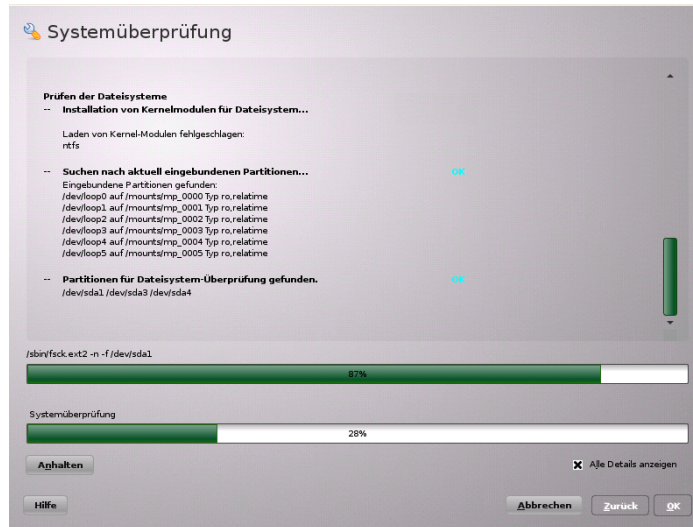 Systemüberprüfung
Prüfen der Dateisysteme
-- Installation von Kernelmodulen für Dateisystem...
Laden von Kernel-Modulen fehlgeschlagen:
ntfs
-- Suchen nach aktuell eingebundenen Partitionen... OK
Eingebundene Partitionen gefunden:
/dev/loop0 auf /mounts/mp_0000 Typ ro,relatime
/dev/loop1 auf /mounts/mp_0001 Typ ro,relatime
/dev/loop2 auf /mounts/mp_0002 Typ ro,relatime
/dev/loop3 auf /mounts/mp_0003 Typ ro,relatime
/dev/loop4 auf /mounts/mp_0004 Typ ro,relatime
/dev/loop5 auf /mounts/mp_0005 Typ ro,relatime
-- Partitionen für Dateisystem-Überprüfung gefunden. OK
/dev/sda1 /dev/sda3 /dev/sda4
/sbin/fsck.ext2 -n -f /dev/sda1
87%
Systemüberprüfung
28%
Anhalten
Alle Details anzeigen
Hilfe
Abbrechen
Zurück
OK